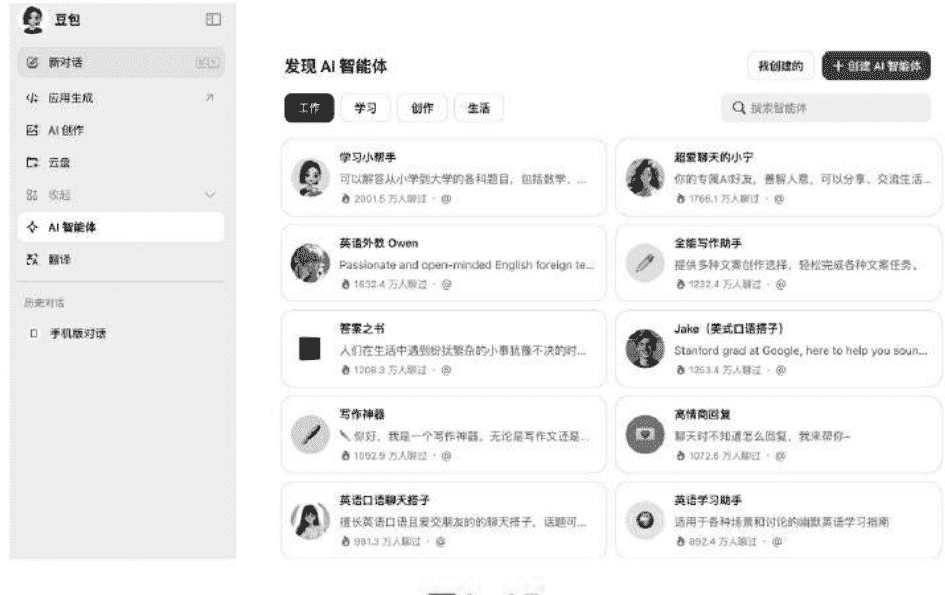 豆包
新对话
应用生成
AI 创作
云盘
收起
AI 智能体
翻译
历史对话
手机版对话
发现 AI 智能体
我创建的
+ 创建 AI 智能体
工作
学习
创作
生活
搜索智能体
学习小帮手
可以解答从小学到大学的各科题目，包括数学、...
2001.5 万人聊过 · @
超爱聊天的小宁
你的专属AI好友，善解人意，可以分享、交流生活...
1766.1 万人聊过 · @
英语外教 Owen
Passionate and open-minded English foreign te...
1632.4 万人聊过 · @
全能写作助手
提供多种文案创作选择，轻松完成各种文案任务。
1232.4 万人聊过 · @
答案之书
人们在生活中遇到纷扰繁杂的小事犹豫不决的时...
1208.3 万人聊过 · @
Jake（美式口语搭子）
Stanford grad at Google, here to help you soun...
1253.4 万人聊过 · @
写作神器
你好，我是一个写作神器，无论是写作文还是...
1092.9 万人聊过 · @
高情商回复
聊天时不知道怎么回复，我来帮你~
1072.6 万人聊过 · @
英语口语聊天搭子
擅长英语口语且爱交朋友的的聊天搭子，话题可...
981.3 万人聊过 · @
英语学习助手
适用于各种场景和讨论的幽默英语学习指南
892.4 万人聊过 · @